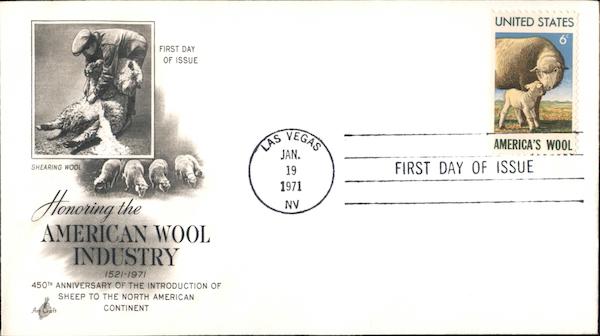 FIRST DAY
OF ISSUE
SHEARING WOOL
Honoring the
AMERICAN WOOL
INDUSTRY
1521-1971
450TH ANNIVERSARY OF THE INTRODUCTION OF
SHEEP TO THE NORTH AMERICAN
CONTINENT
Art Craft
LAS VEGAS
JAN.
19
1971
NV
FIRST DAY OF ISSUE
UNITED STATES
6¢
AMERICA'S WOOL